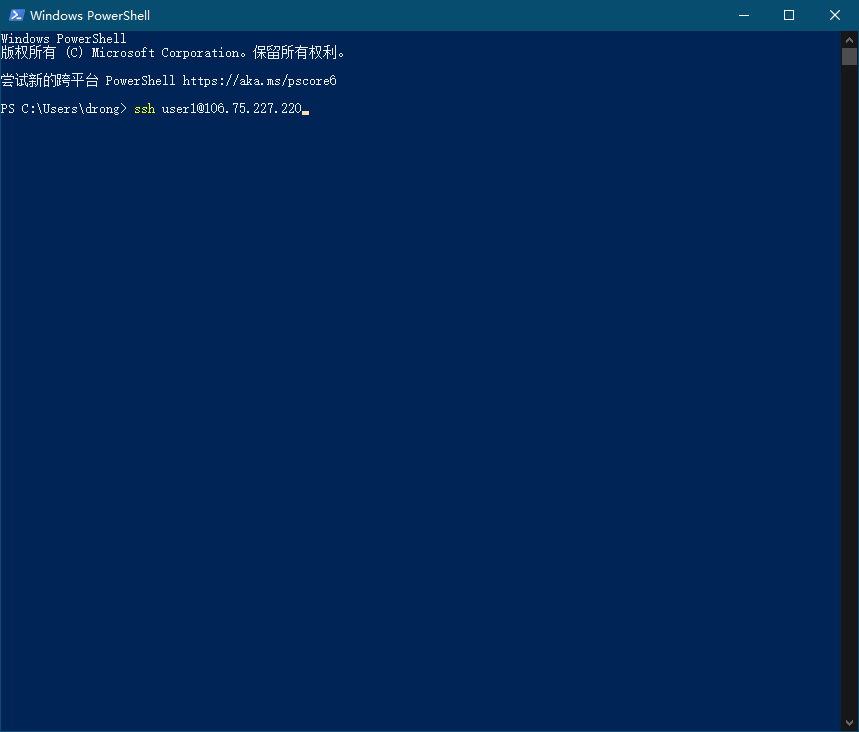 Windows PowerShell
Windows PowerShell
版权所有 (C) Microsoft Corporation。保留所有权利。
尝试新的跨平台 PowerShell https://aka.ms/pscore6
PS C:\Users\drong> ssh user1@106.75.227.220